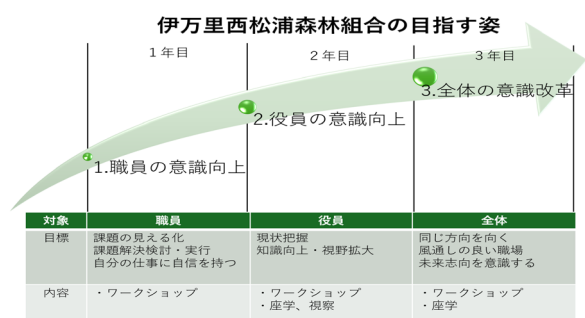 伊万里西松浦森林組合の目指す姿
1年目
2年目
3年目
3.全体の意識改革
2.役員の意識向上
1.職員の意識向上
対象 職員 役員 全体
目標 課題の見える化 現状把握 同じ方向を向く
課題解決検討・実行 知識向上・視野拡大 風通しの良い職場
自分の仕事に自信を持つ 未来志向を意識する
内容 ・ワークショップ ・ワークショップ ・ワークショップ
・座学、視察 ・座学